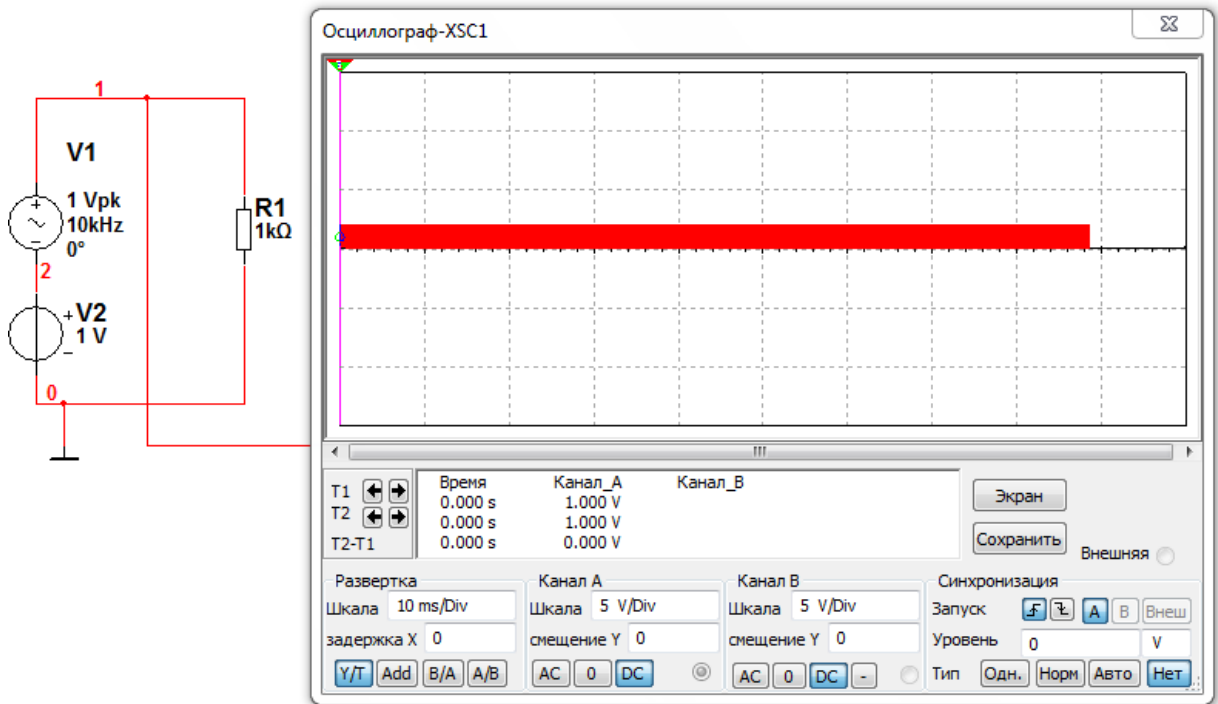 Осциллограф-XSC1
1
V1
1 Vpk
10kHz
0°
2
+V2
1 V
0
R1
1kΩ
T1
T2
T2-T1
Время Канал_A Канал_B
0.000 s 1.000 V
0.000 s 1.000 V
0.000 s 0.000 V
Экран
Сохранить
Внешняя
Развертка
Шкала 10 ms/Div
задержка X 0
Y/T Add B/A A/B
Канал A
Шкала 5 V/Div
смещение Y 0
AC 0 DC
Канал B
Шкала 5 V/Div
смещение Y 0
AC 0 DC -
Синхронизация
Запуск A B Внеш
Уровень 0 V
Тип Одн. Норм Авто Нет